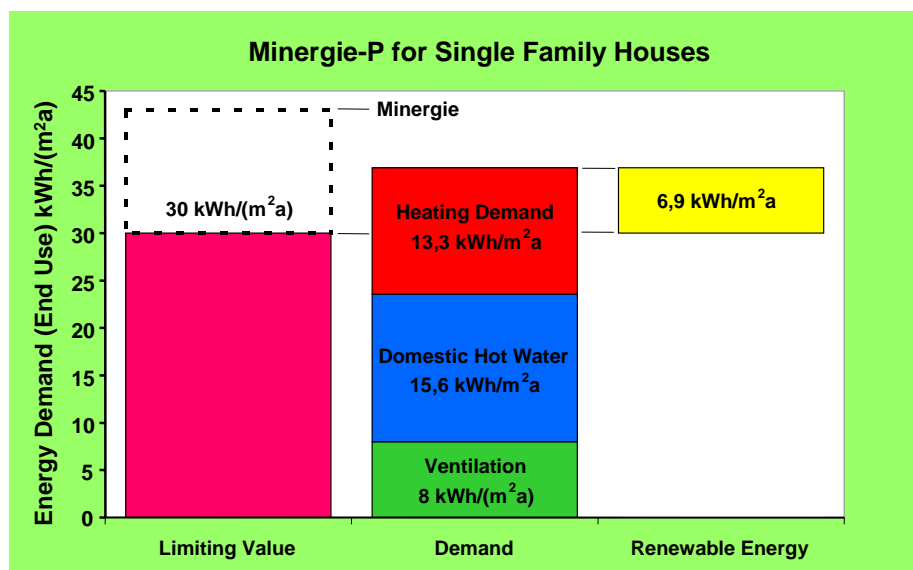 Minergie-P for Single Family Houses
Energy Demand (End Use) kWh/(m²a)
45
40
35
30
25
20
15
10
5
0
Minergie
30 kWh/(m²a)
Heating Demand
13,3 kWh/m²a
Domestic Hot Water
15,6 kWh/m²a
Ventilation
8 kWh/(m²a)
6,9 kWh/m²a
Limiting Value
Demand
Renewable Energy